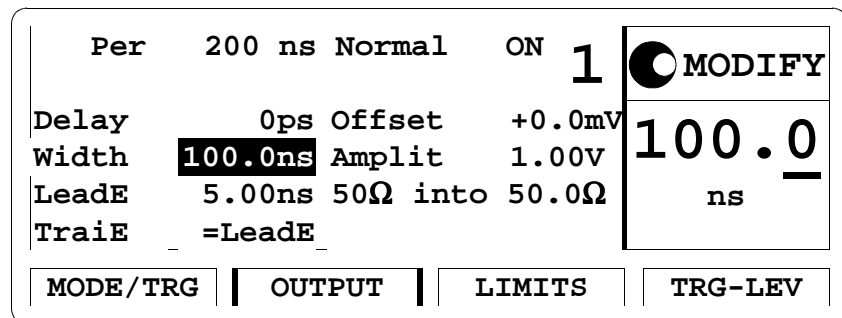 Per 200 ns Normal ON 1 MODIFY
Delay 0ps Offset +0.0mV
Width 100.0ns Amplit 1.00V 100.0
LeadE 5.00ns 50Ω into 50.0Ω ns
TraiE =LeadE
MODE/TRG OUTPUT LIMITS TRG-LEV